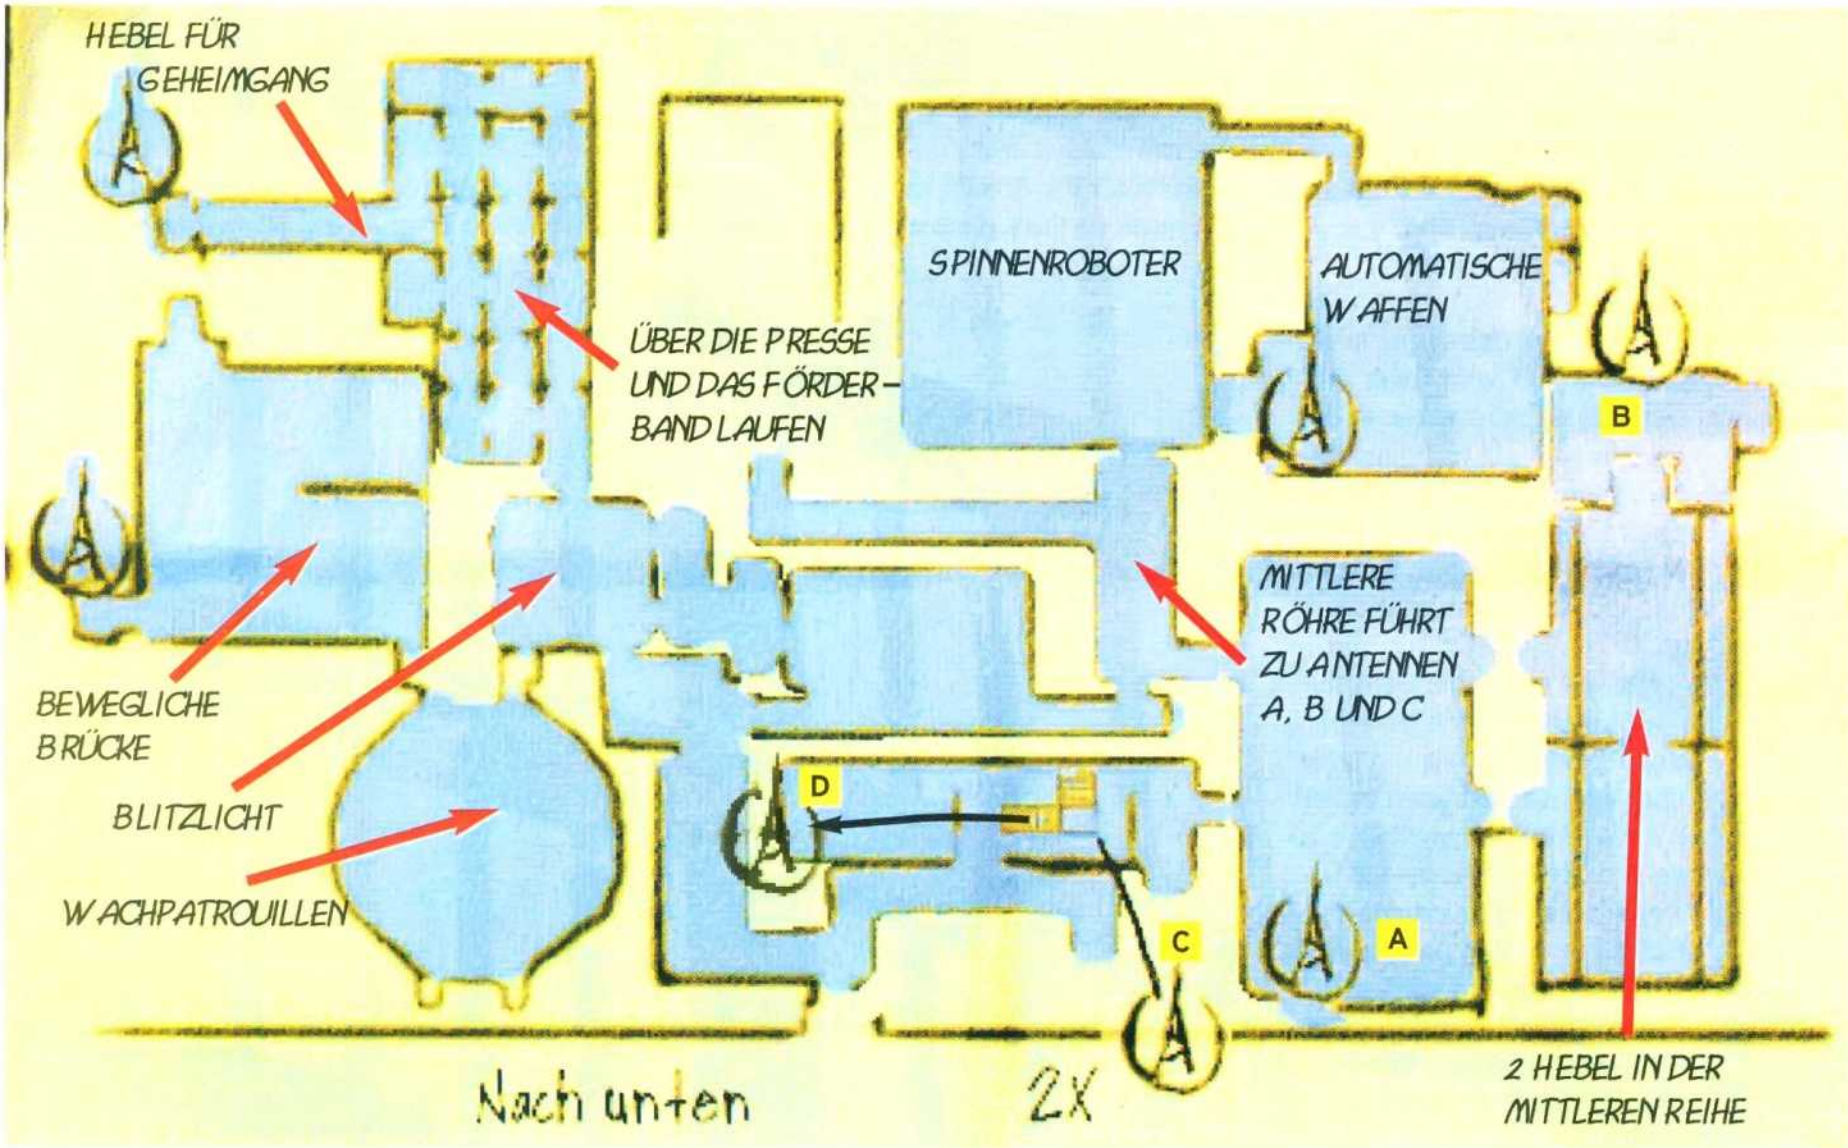 HEBEL FÜR
GEHEIMGANG
SPINNENROBOTER
AUTOMATISCHE
WAFFEN
ÜBER DIE PRESSE
UND DAS FÖRDER-
BAND LAUFEN
B
MITTLERE
RÖHRE FÜHRT
ZU ANTENNEN
A, B UND C
BEWEGLICHE
BRÜCKE
BLITZLICHT
D
WACHPATROUILLEN
C
A
2 HEBEL IN DER
MITTLEREN REIHE
Nach unten 2X